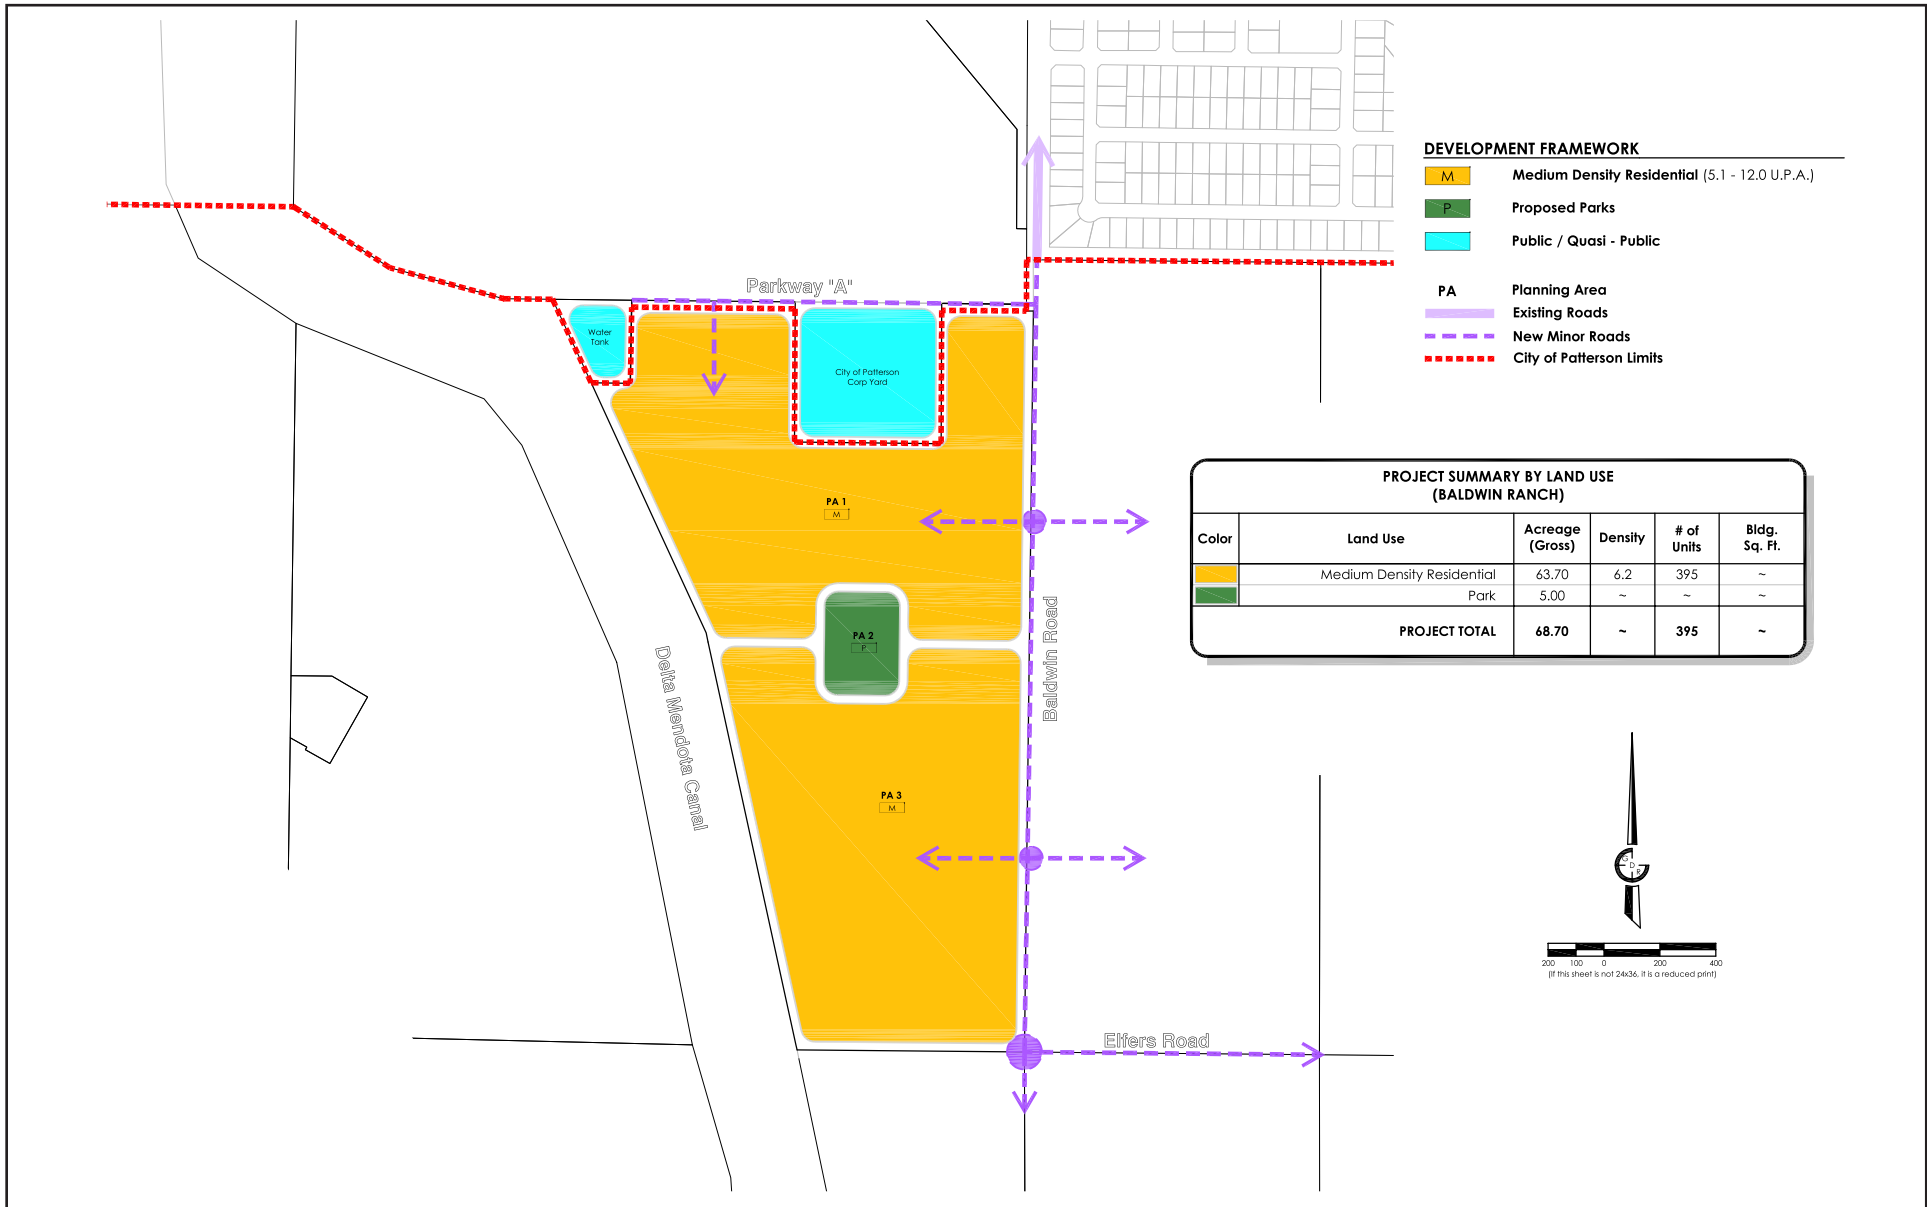 DEVELOPMENT FRAMEWORK
M Medium Density Residential (5.1 - 12.0 U.P.A.)
P Proposed Parks
Public / Quasi - Public
PA Planning Area
Existing Roads
New Minor Roads
City of Patterson Limits
Parkway "A"
Water
Tank
City of Patterson
Corp Yard
PA 1
M
PA 2
P
PA 3
M
Delta Mendota Canal
Baldwin Road
Elfers Road
PROJECT SUMMARY BY LAND USE
(BALDWIN RANCH)
Color Land Use Acreage (Gross) Density # of Units Bldg. Sq. Ft.
Medium Density Residential 63.70 6.2 395 ~
Park 5.00 ~ ~ ~
PROJECT TOTAL 68.70 ~ 395 ~
G D R
200 100 0 200 400
(If this sheet is not 24x36, it is a reduced print)